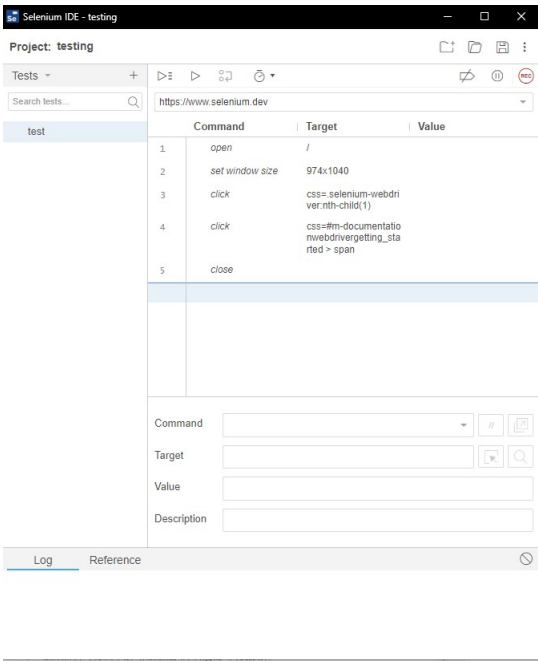 Se Selenium IDE - testing
Project: testing
Tests
Search tests...
REC
https://www.selenium.dev
test
Command Target Value
1 open /
2 set window size 974x1040
3 click css=.selenium-webdri
ver:nth-child(1)
4 click css=#m-documentatio
nwebdrivergetting_sta
rted > span
5 close
Command //
Target
Value
Description
Log Reference